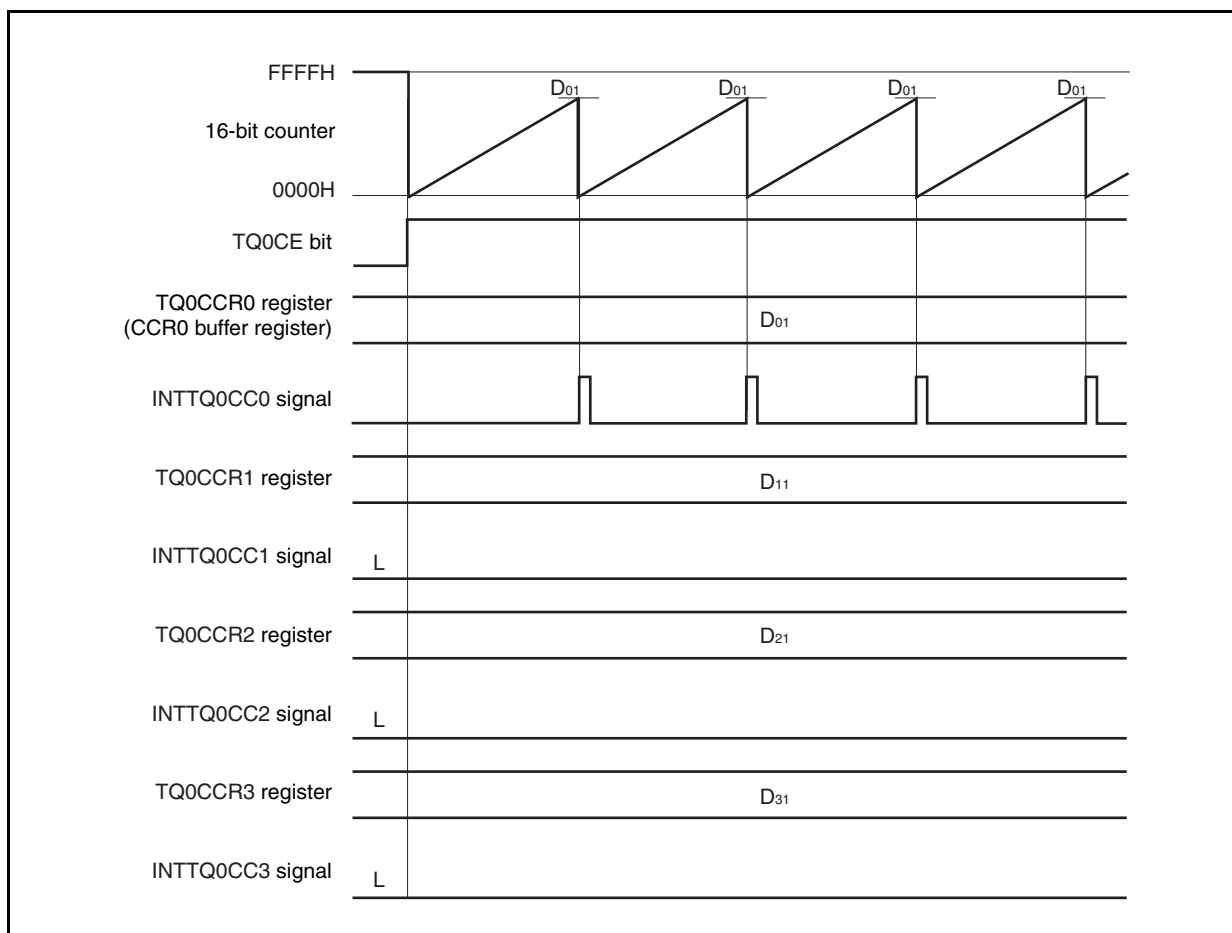 FFFFH
D01 D01 D01 D01
16-bit counter
0000H
TQ0CE bit
TQ0CCR0 register
(CCR0 buffer register)
D01
INTTQ0CC0 signal
TQ0CCR1 register
D11
INTTQ0CC1 signal
L
TQ0CCR2 register
D21
INTTQ0CC2 signal
L
TQ0CCR3 register
D31
INTTQ0CC3 signal
L